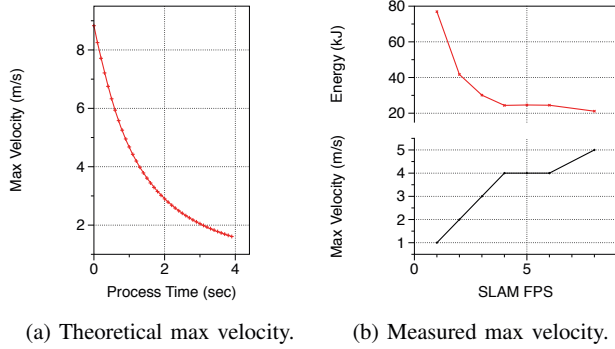 Max Velocity (m/s)
8
6
4
2
0 2 4
Process Time (sec)
(a) Theoretical max velocity.
Energy (kJ)
80
60
40
20
Max Velocity (m/s)
5
4
3
2
1
0 5
SLAM FPS
(b) Measured max velocity.